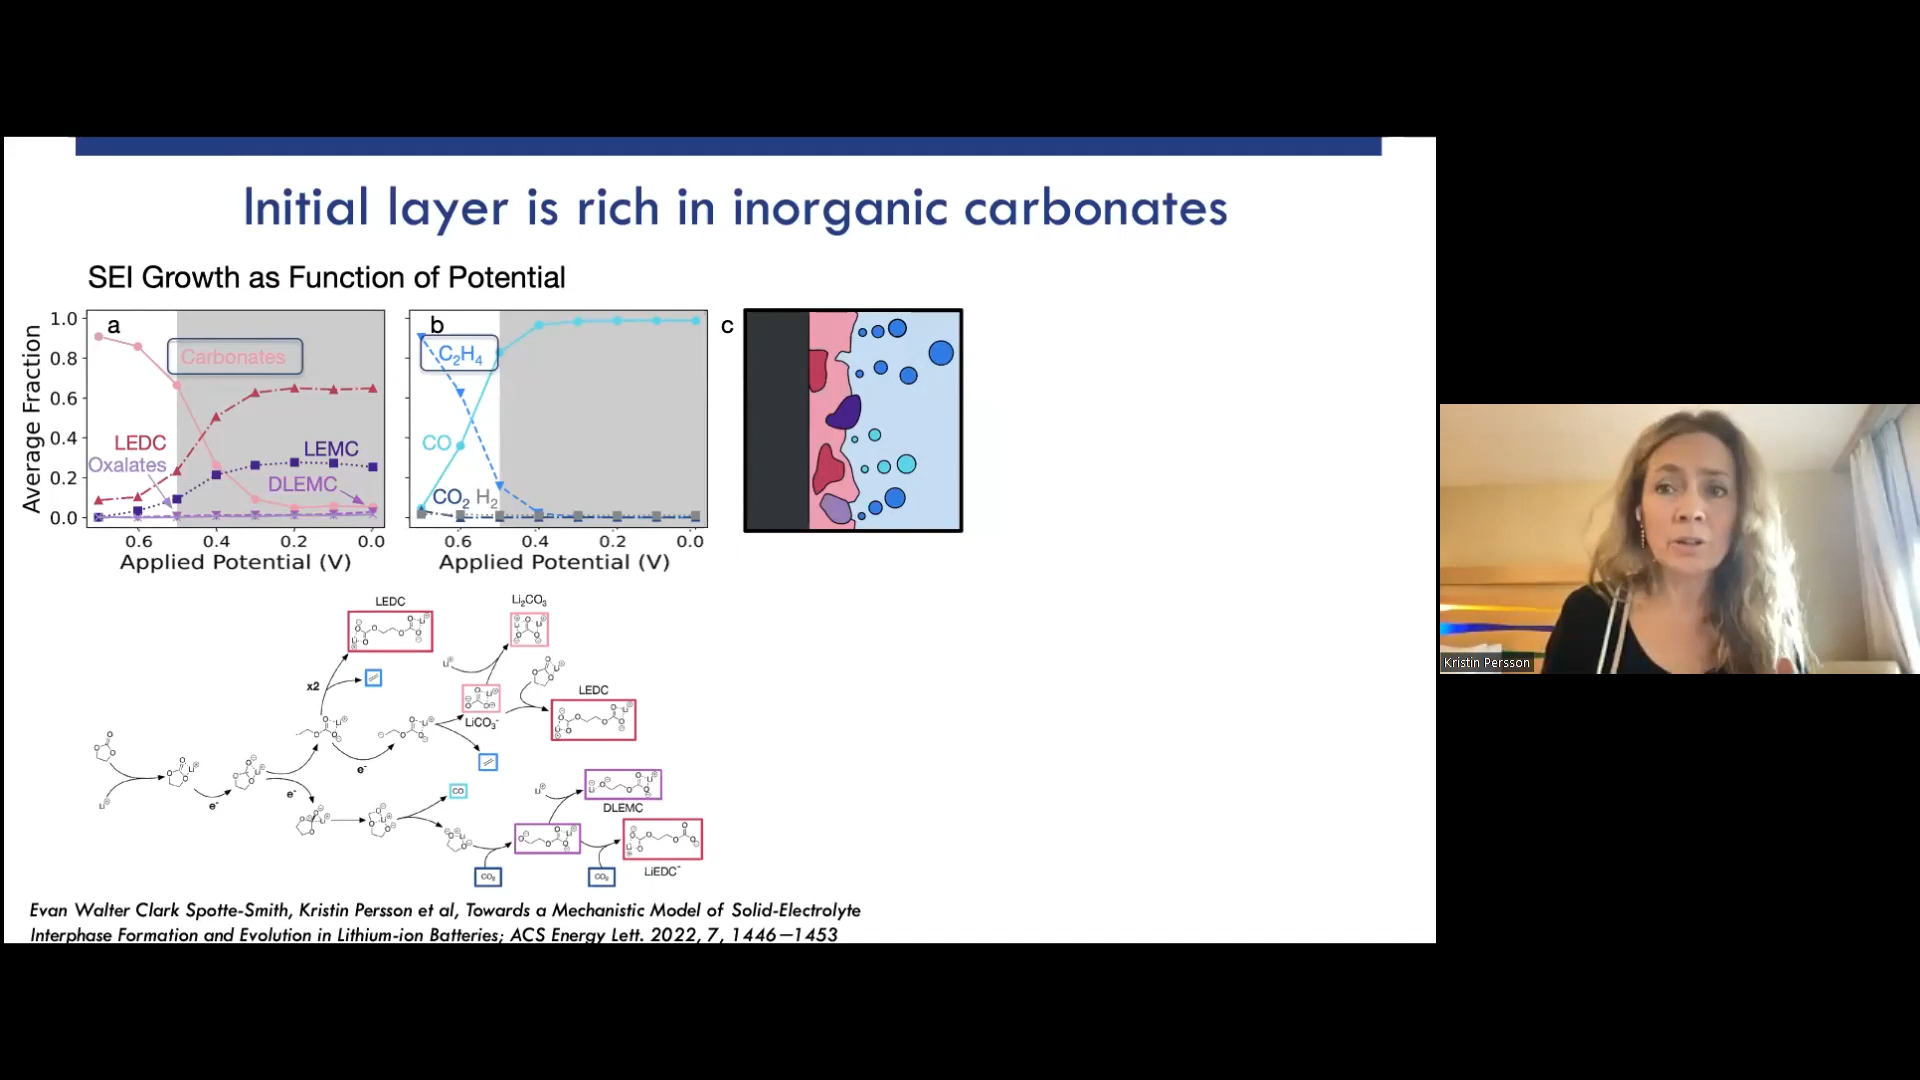 Initial layer is rich in inorganic carbonates
SEI Growth as Function of Potential
a
Carbonates
LEDC
Oxalates
LEMC
DLEMC
Average Fraction
1.0
0.8
0.6
0.4
0.2
0.0
0.6 0.4 0.2 0.0
Applied Potential (V)
b
C₂H₄
CO
CO₂ H₂
0.6 0.4 0.2 0.0
Applied Potential (V)
c
LEDC
Li₂CO₃
x2
Li⊕
LEDC
LiCO₃⁻
e⁻
e⁻
e⁻
Li⊕
CO
Li⊕
DLEMC
CO₂
CO₂
LiEDC⁻
Evan Walter Clark Spotte-Smith, Kristin Persson et al, Towards a Mechanistic Model of Solid-Electrolyte
Interphase Formation and Evolution in Lithium-ion Batteries; ACS Energy Lett. 2022, 7, 1446−1453
Kristin Persson